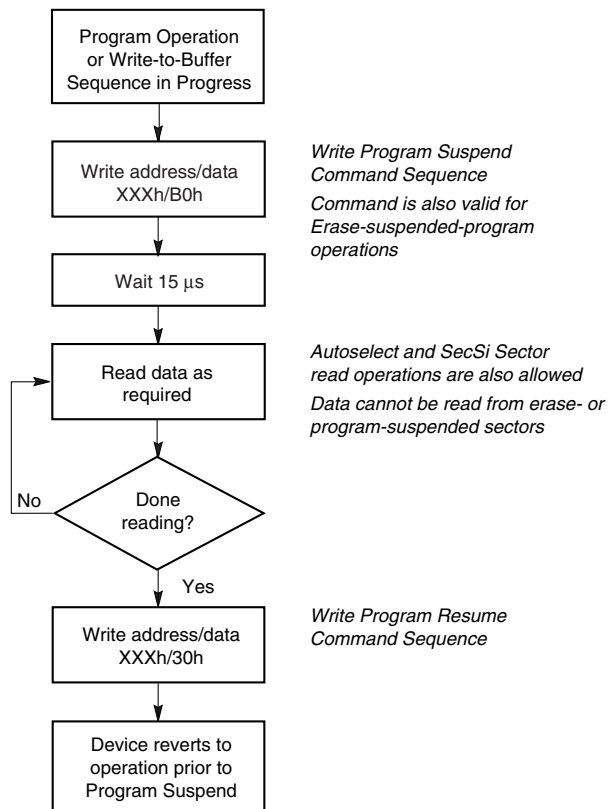 Program Operation
or Write-to-Buffer
Sequence in Progress
Write address/data
XXXh/B0h
Write Program Suspend
Command Sequence
Command is also valid for
Erase-suspended-program
operations
Wait 15 μs
Read data as
required
Autoselect and SecSi Sector
read operations are also allowed
Data cannot be read from erase- or
program-suspended sectors
No
Done
reading?
Yes
Write address/data
XXXh/30h
Write Program Resume
Command Sequence
Device reverts to
operation prior to
Program Suspend